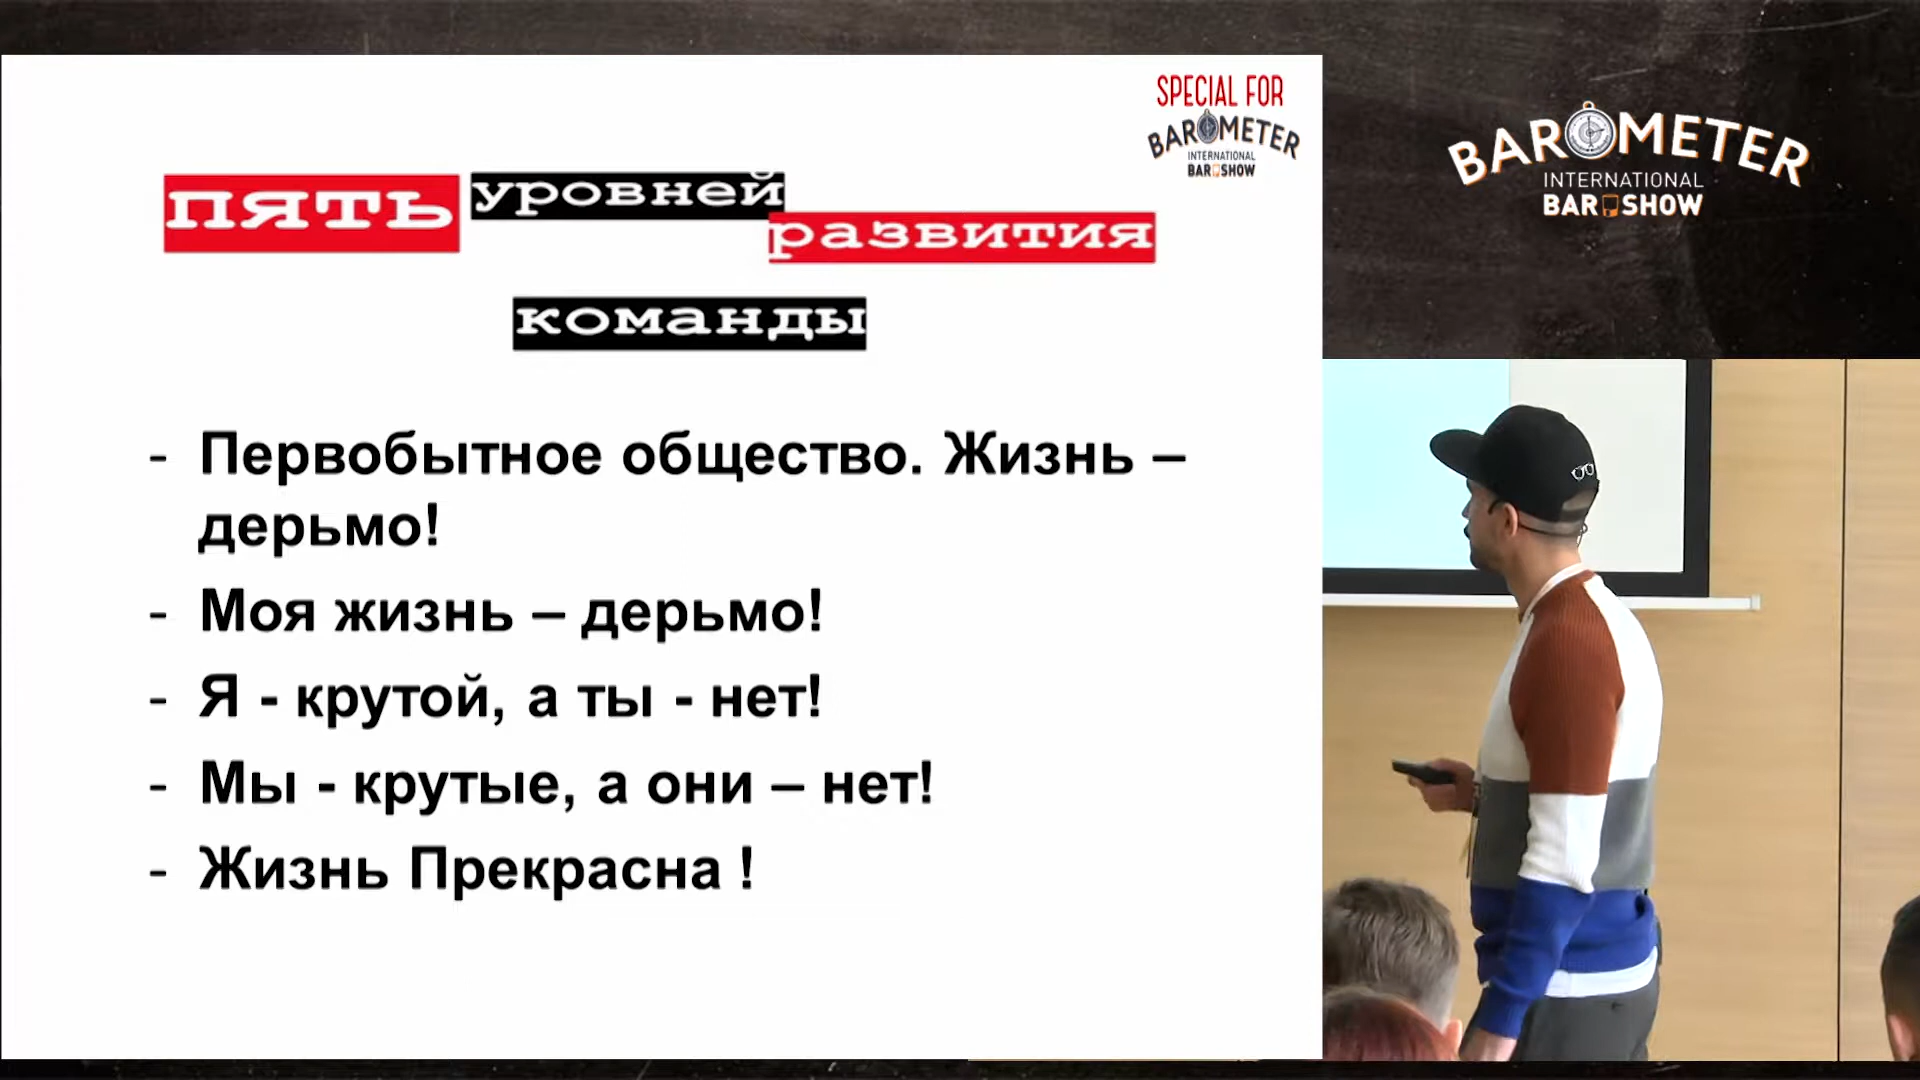 SPECIAL FOR
BAROMETER
INTERNATIONAL
BAR SHOW
пять уровней
развития
команды
- Первобытное общество. Жизнь –
дерьмо!
- Моя жизнь – дерьмо!
- Я - крутой, а ты - нет!
- Мы - крутые, а они – нет!
- Жизнь Прекрасна !
BAROMETER
INTERNATIONAL
BAR SHOW